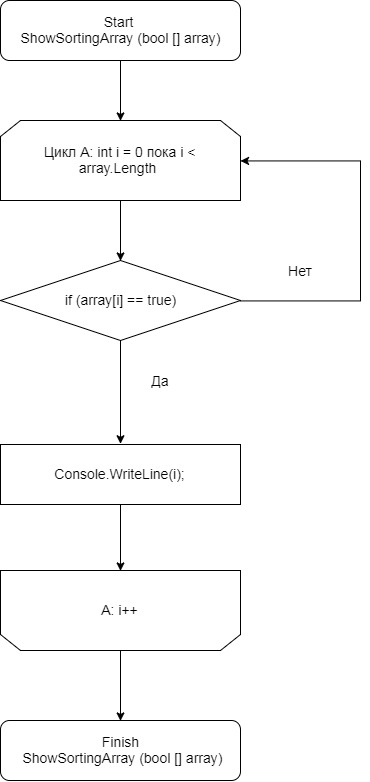 Start
ShowSortingArray (bool [] array)
Цикл A: int i = 0 пока i <
array.Length
Нет
if (array[i] == true)
Да
Console.WriteLine(i);
A: i++
Finish
ShowSortingArray (bool [] array)